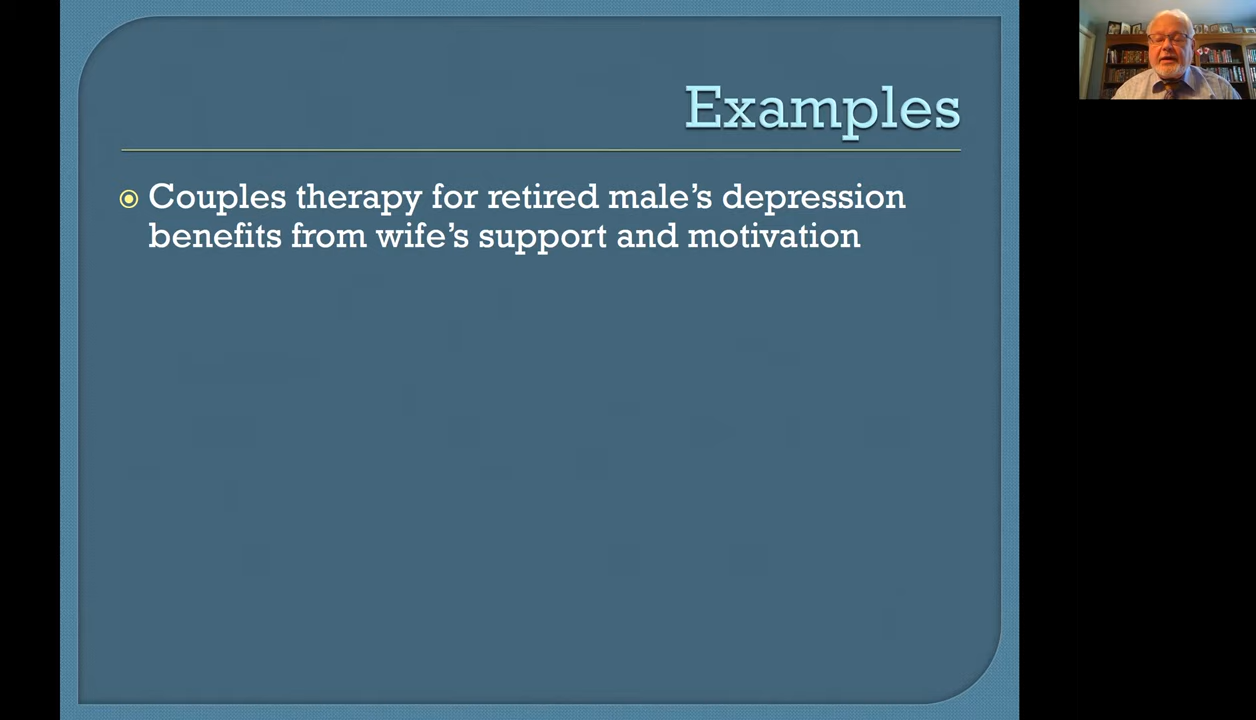 Examples
Couples therapy for retired male’s depression
benefits from wife’s support and motivation